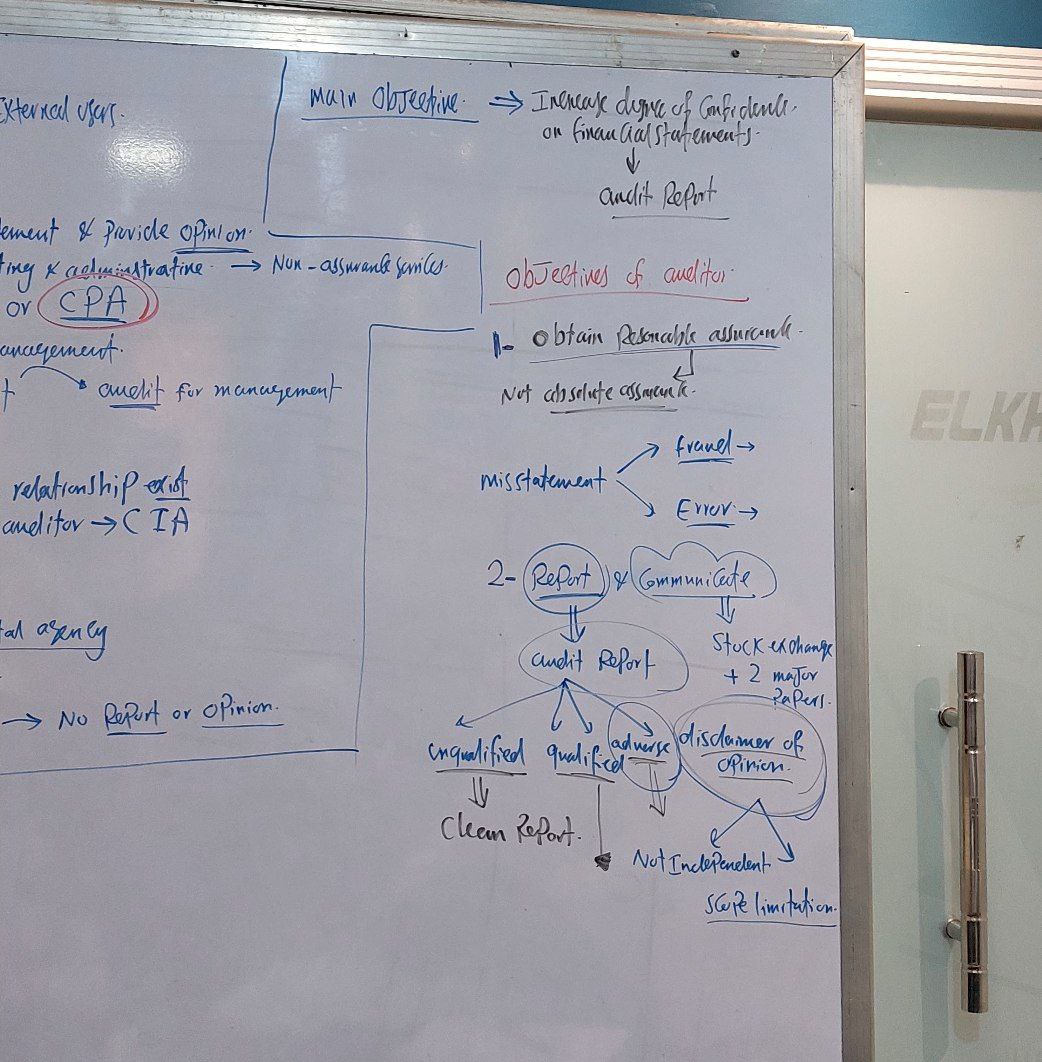 External users.
ement & provide opinion.
ting & administrative. → Non-assurance services.
or CPA
anagement.
t → audit for management
relationship exist
auditor → CIA
tal agency
→ No Report or opinion.
main objective. ⇒ Increase degree of Confidence.
on financial statements.
↓
audit Report
Objectives of auditor.
1- Obtain Resonable assurance.
Not absolute assurance.
misstatement
fraud →
Error →
2- Report & Communicate
audit Report
Stock exchange
+ 2 major
Papers.
unqualified qualified adverse disclaimer of
opinion.
Clean Report.
Not Independent
scope limitation.
ELKH